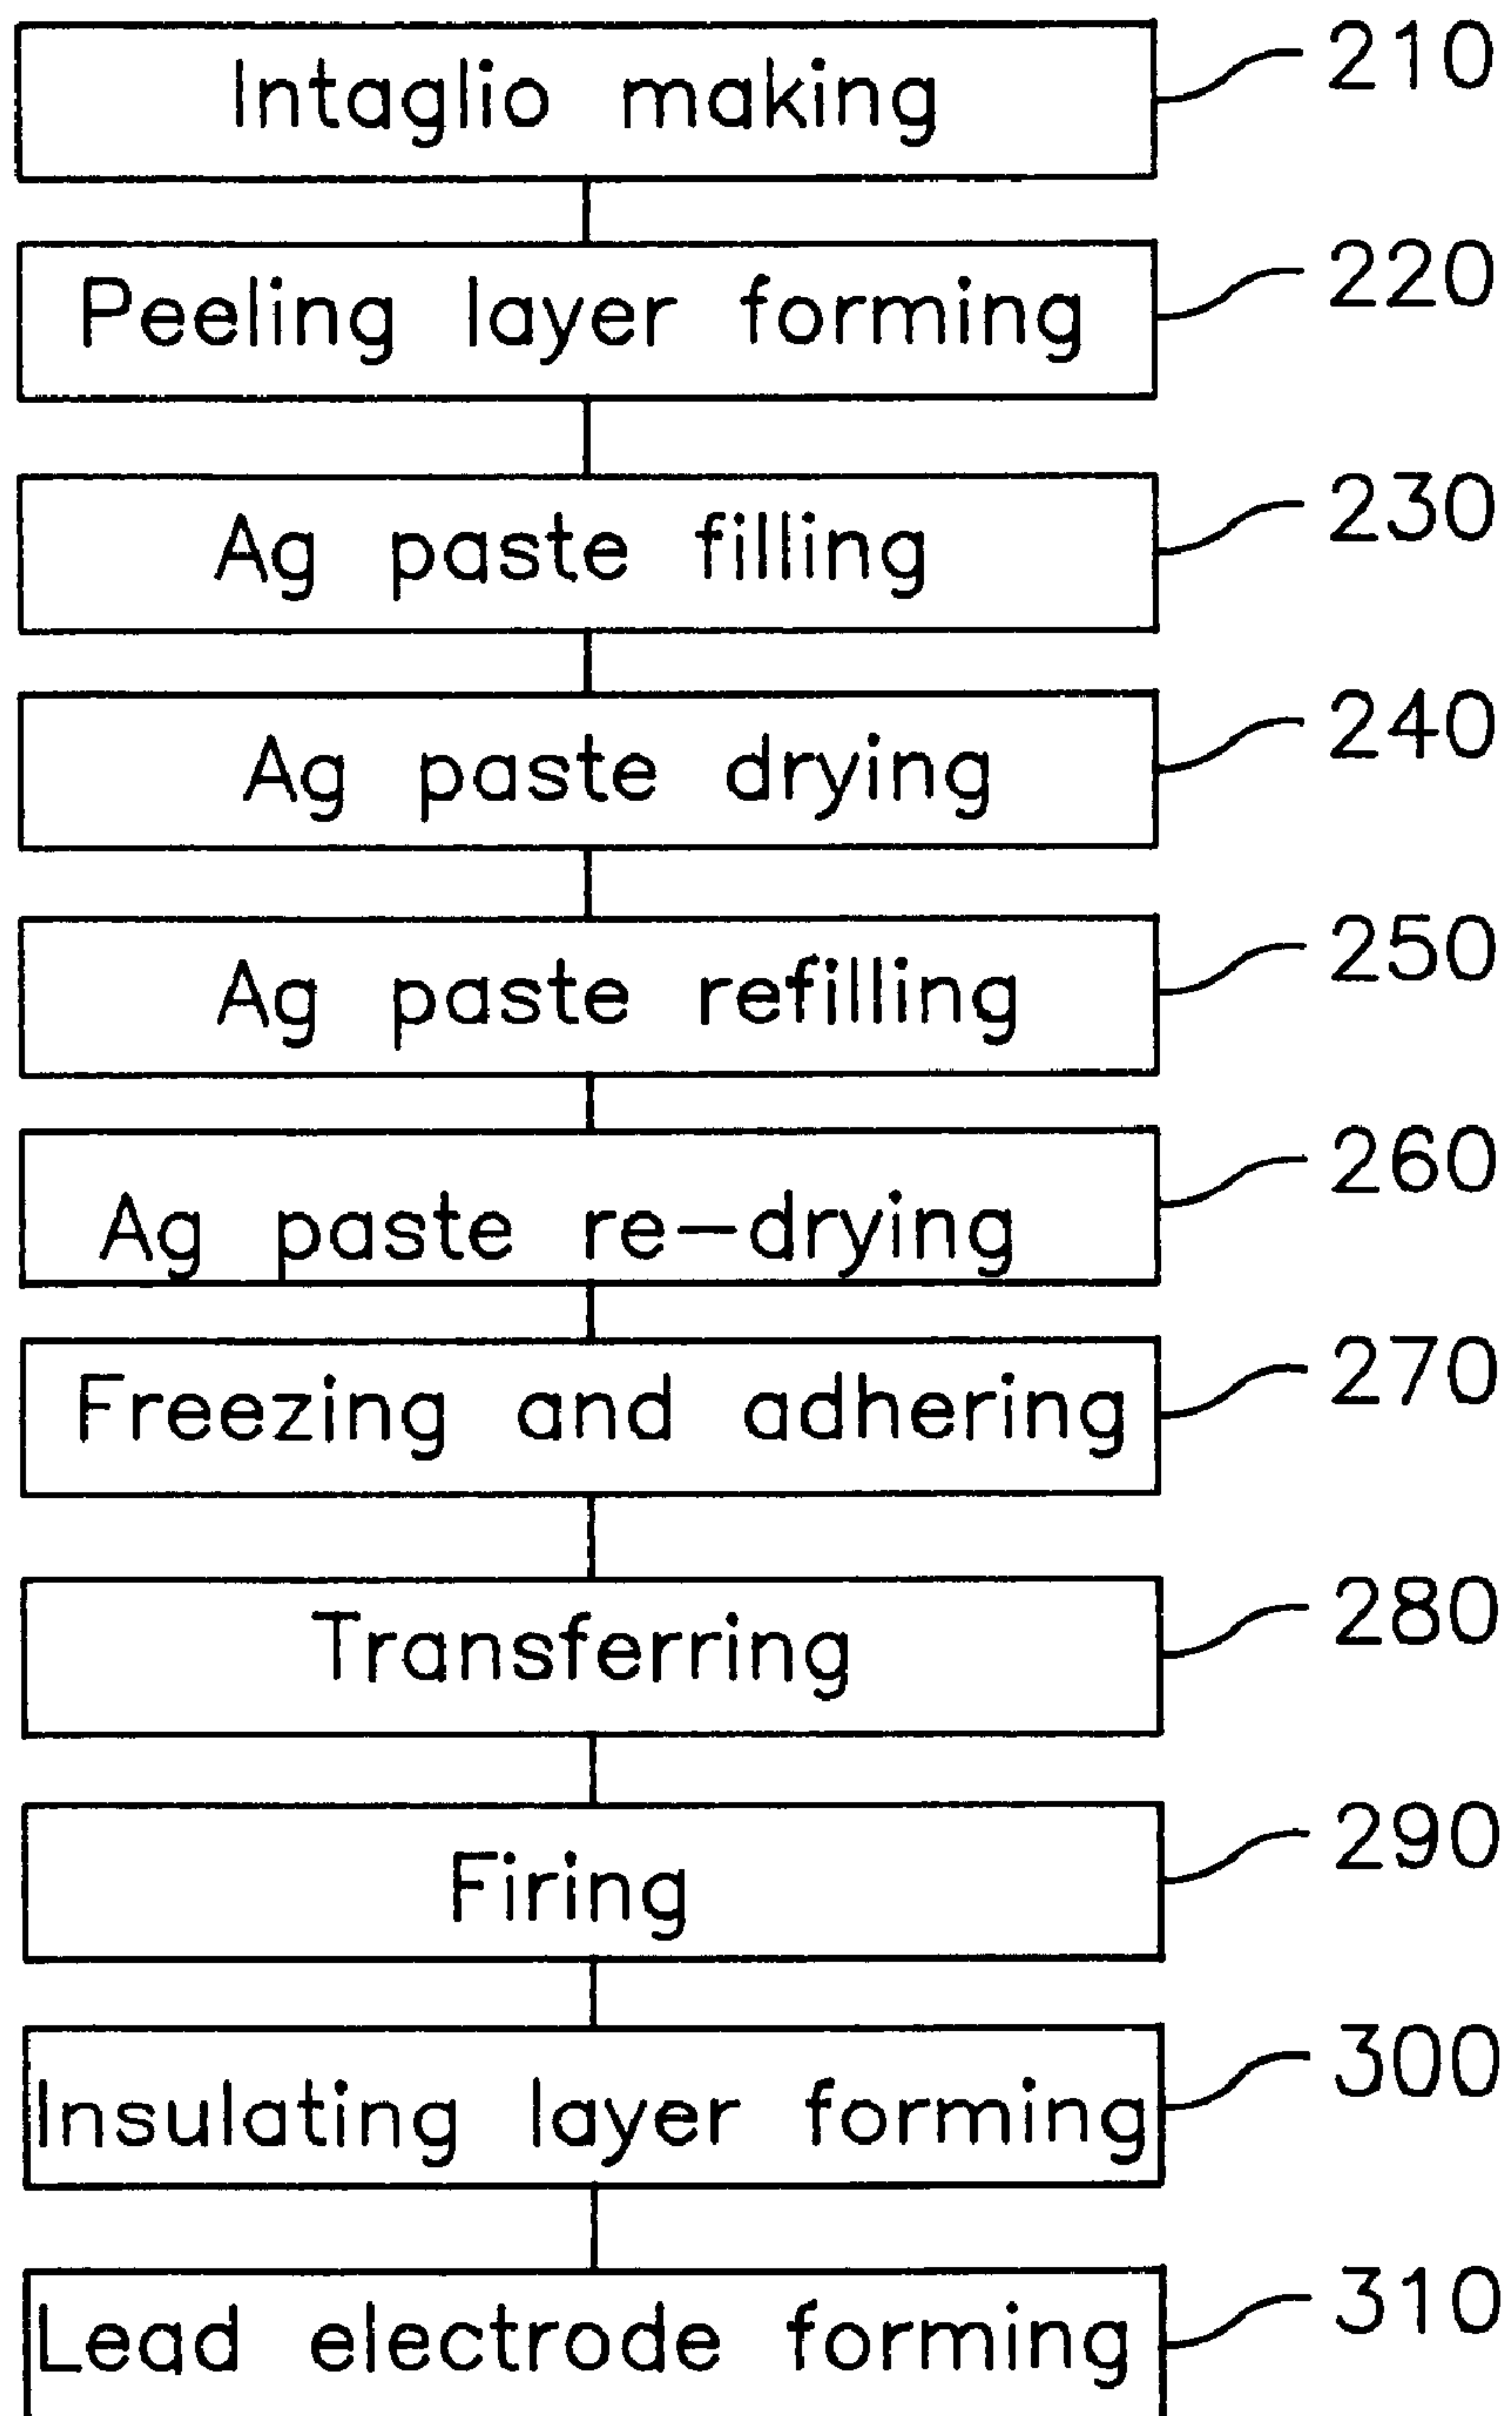 Intaglio making 210
Peeling layer forming 220
Ag paste filling 230
Ag paste drying 240
Ag paste refilling 250
Ag paste re-drying 260
Freezing and adhering 270
Transferring 280
Firing 290
Insulating layer forming 300
Lead electrode forming 310